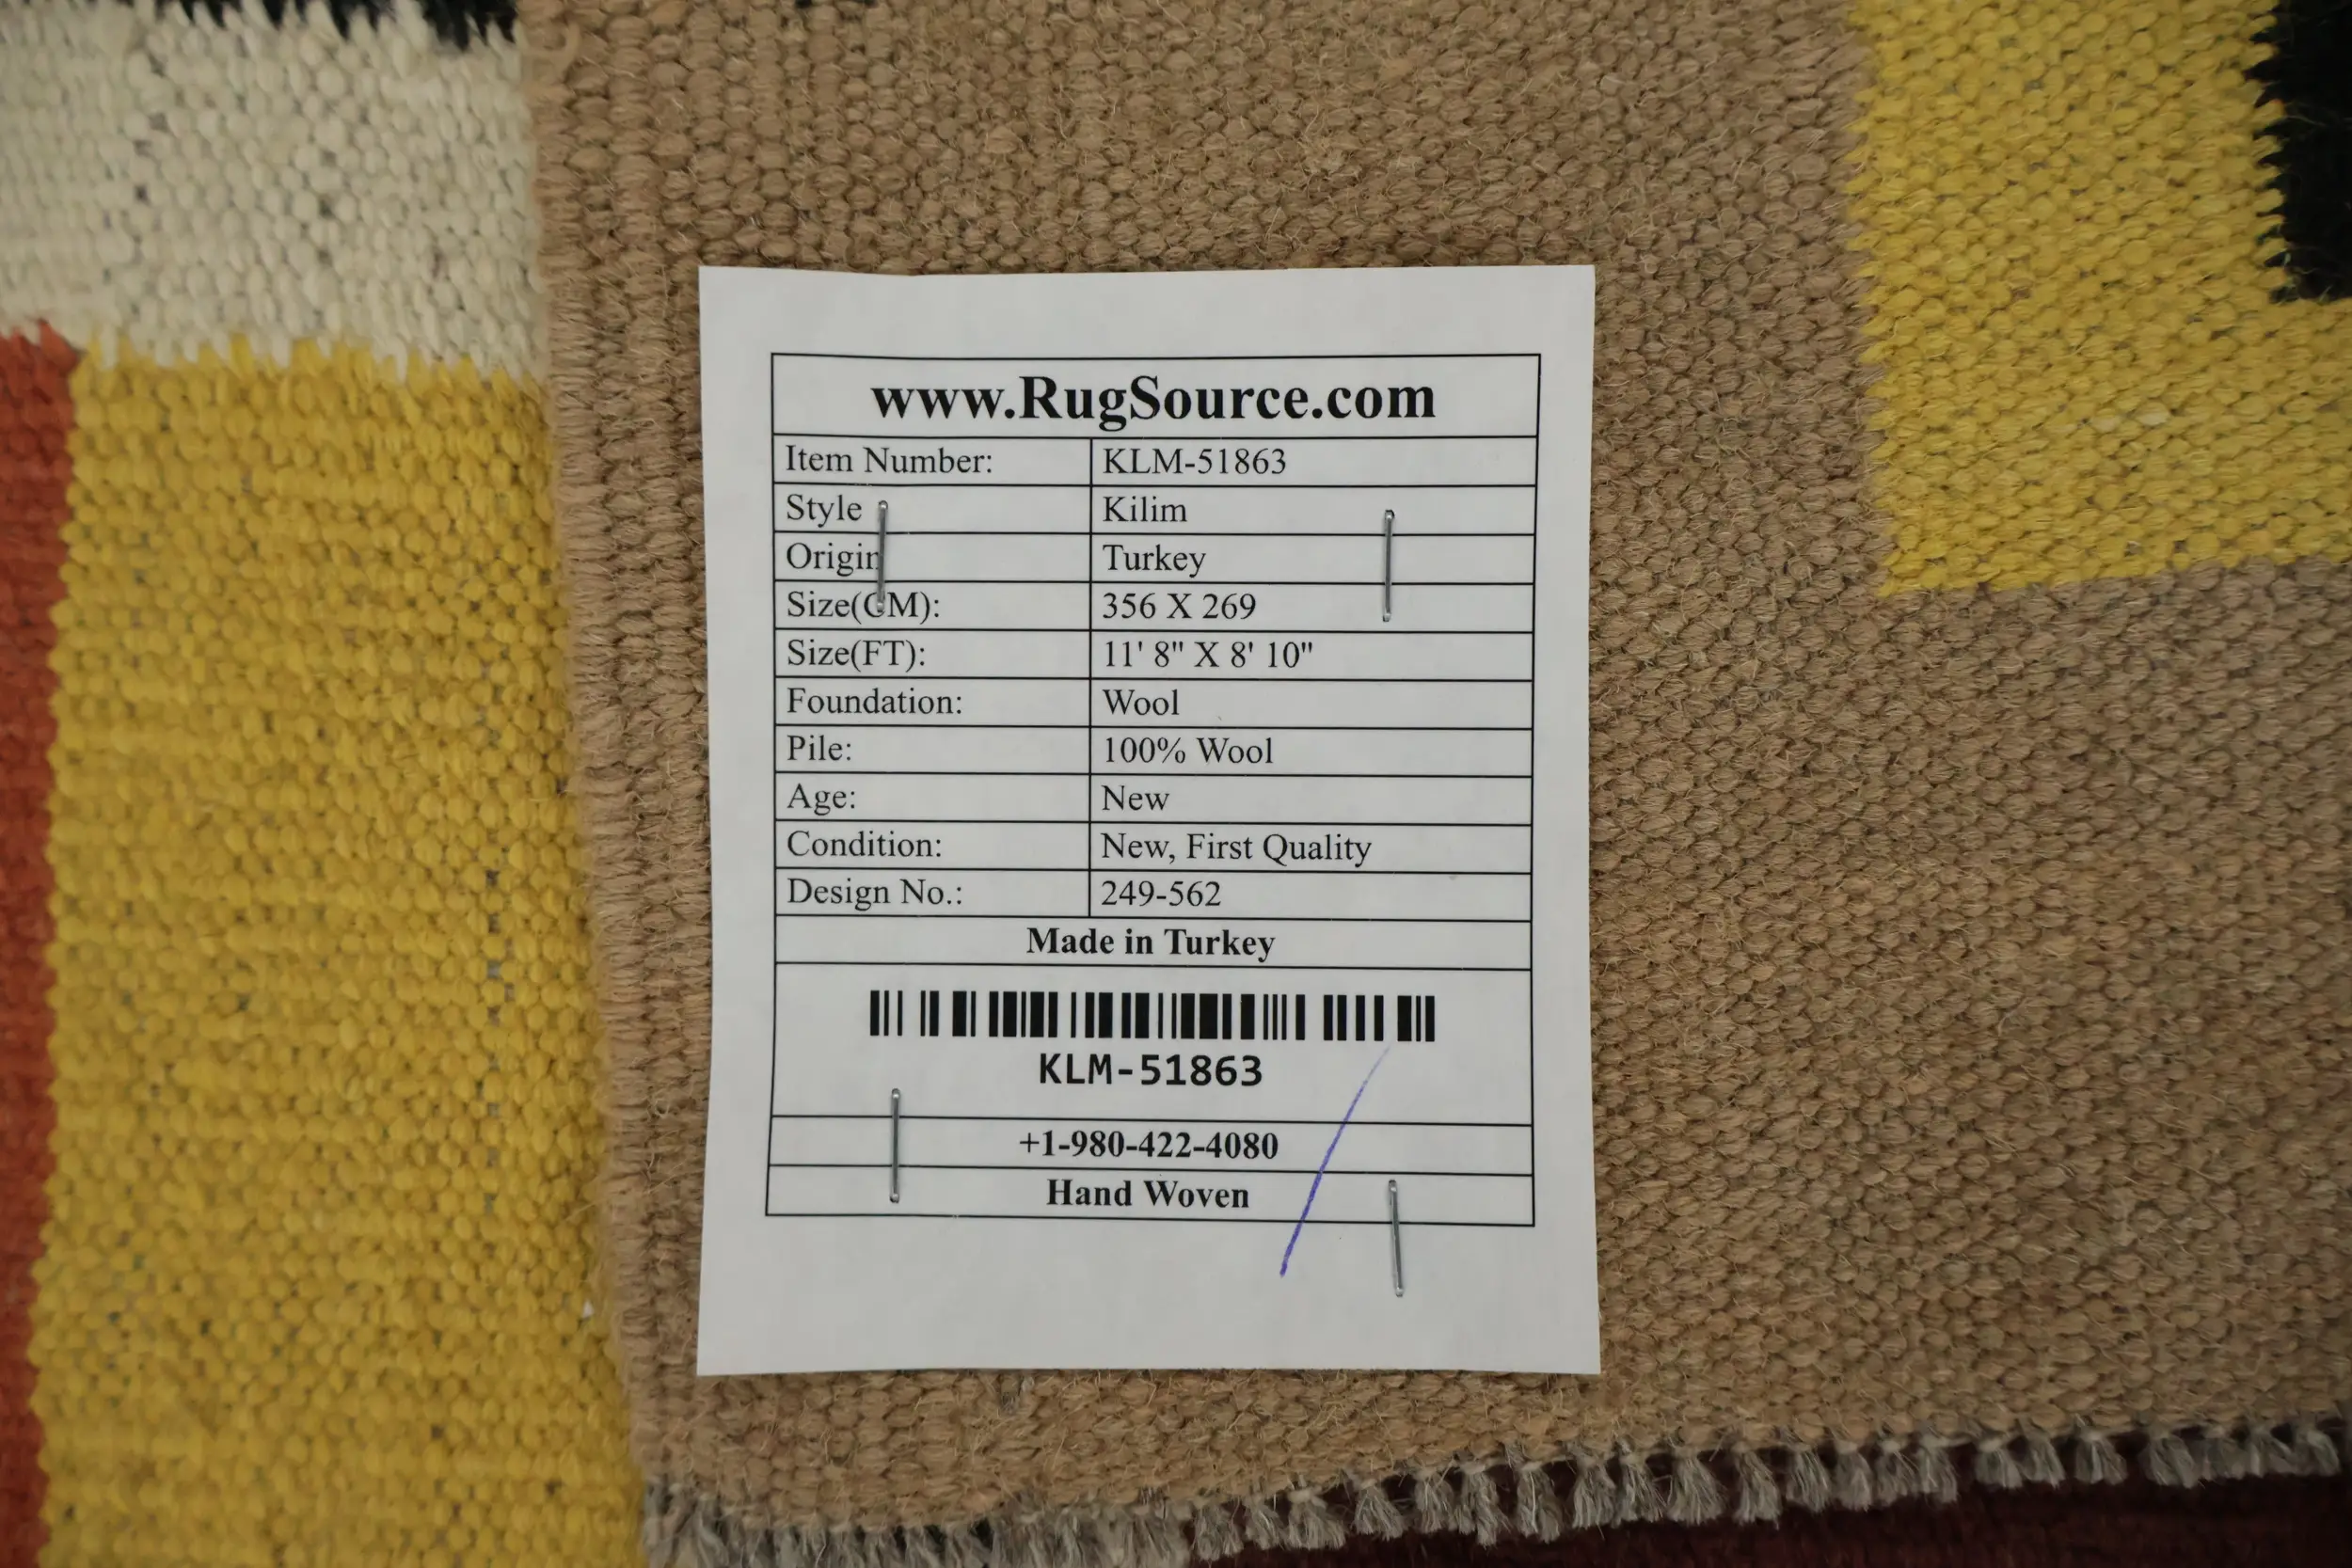 www.RugSource.com
Item Number: KLM-51863
Style Kilim
Origin Turkey
Size(CM): 356 X 269
Size(FT): 11' 8" X 8' 10"
Foundation: Wool
Pile: 100% Wool
Age: New
Condition: New, First Quality
Design No.: 249-562
Made in Turkey
KLM-51863
+1-980-422-4080
Hand Woven